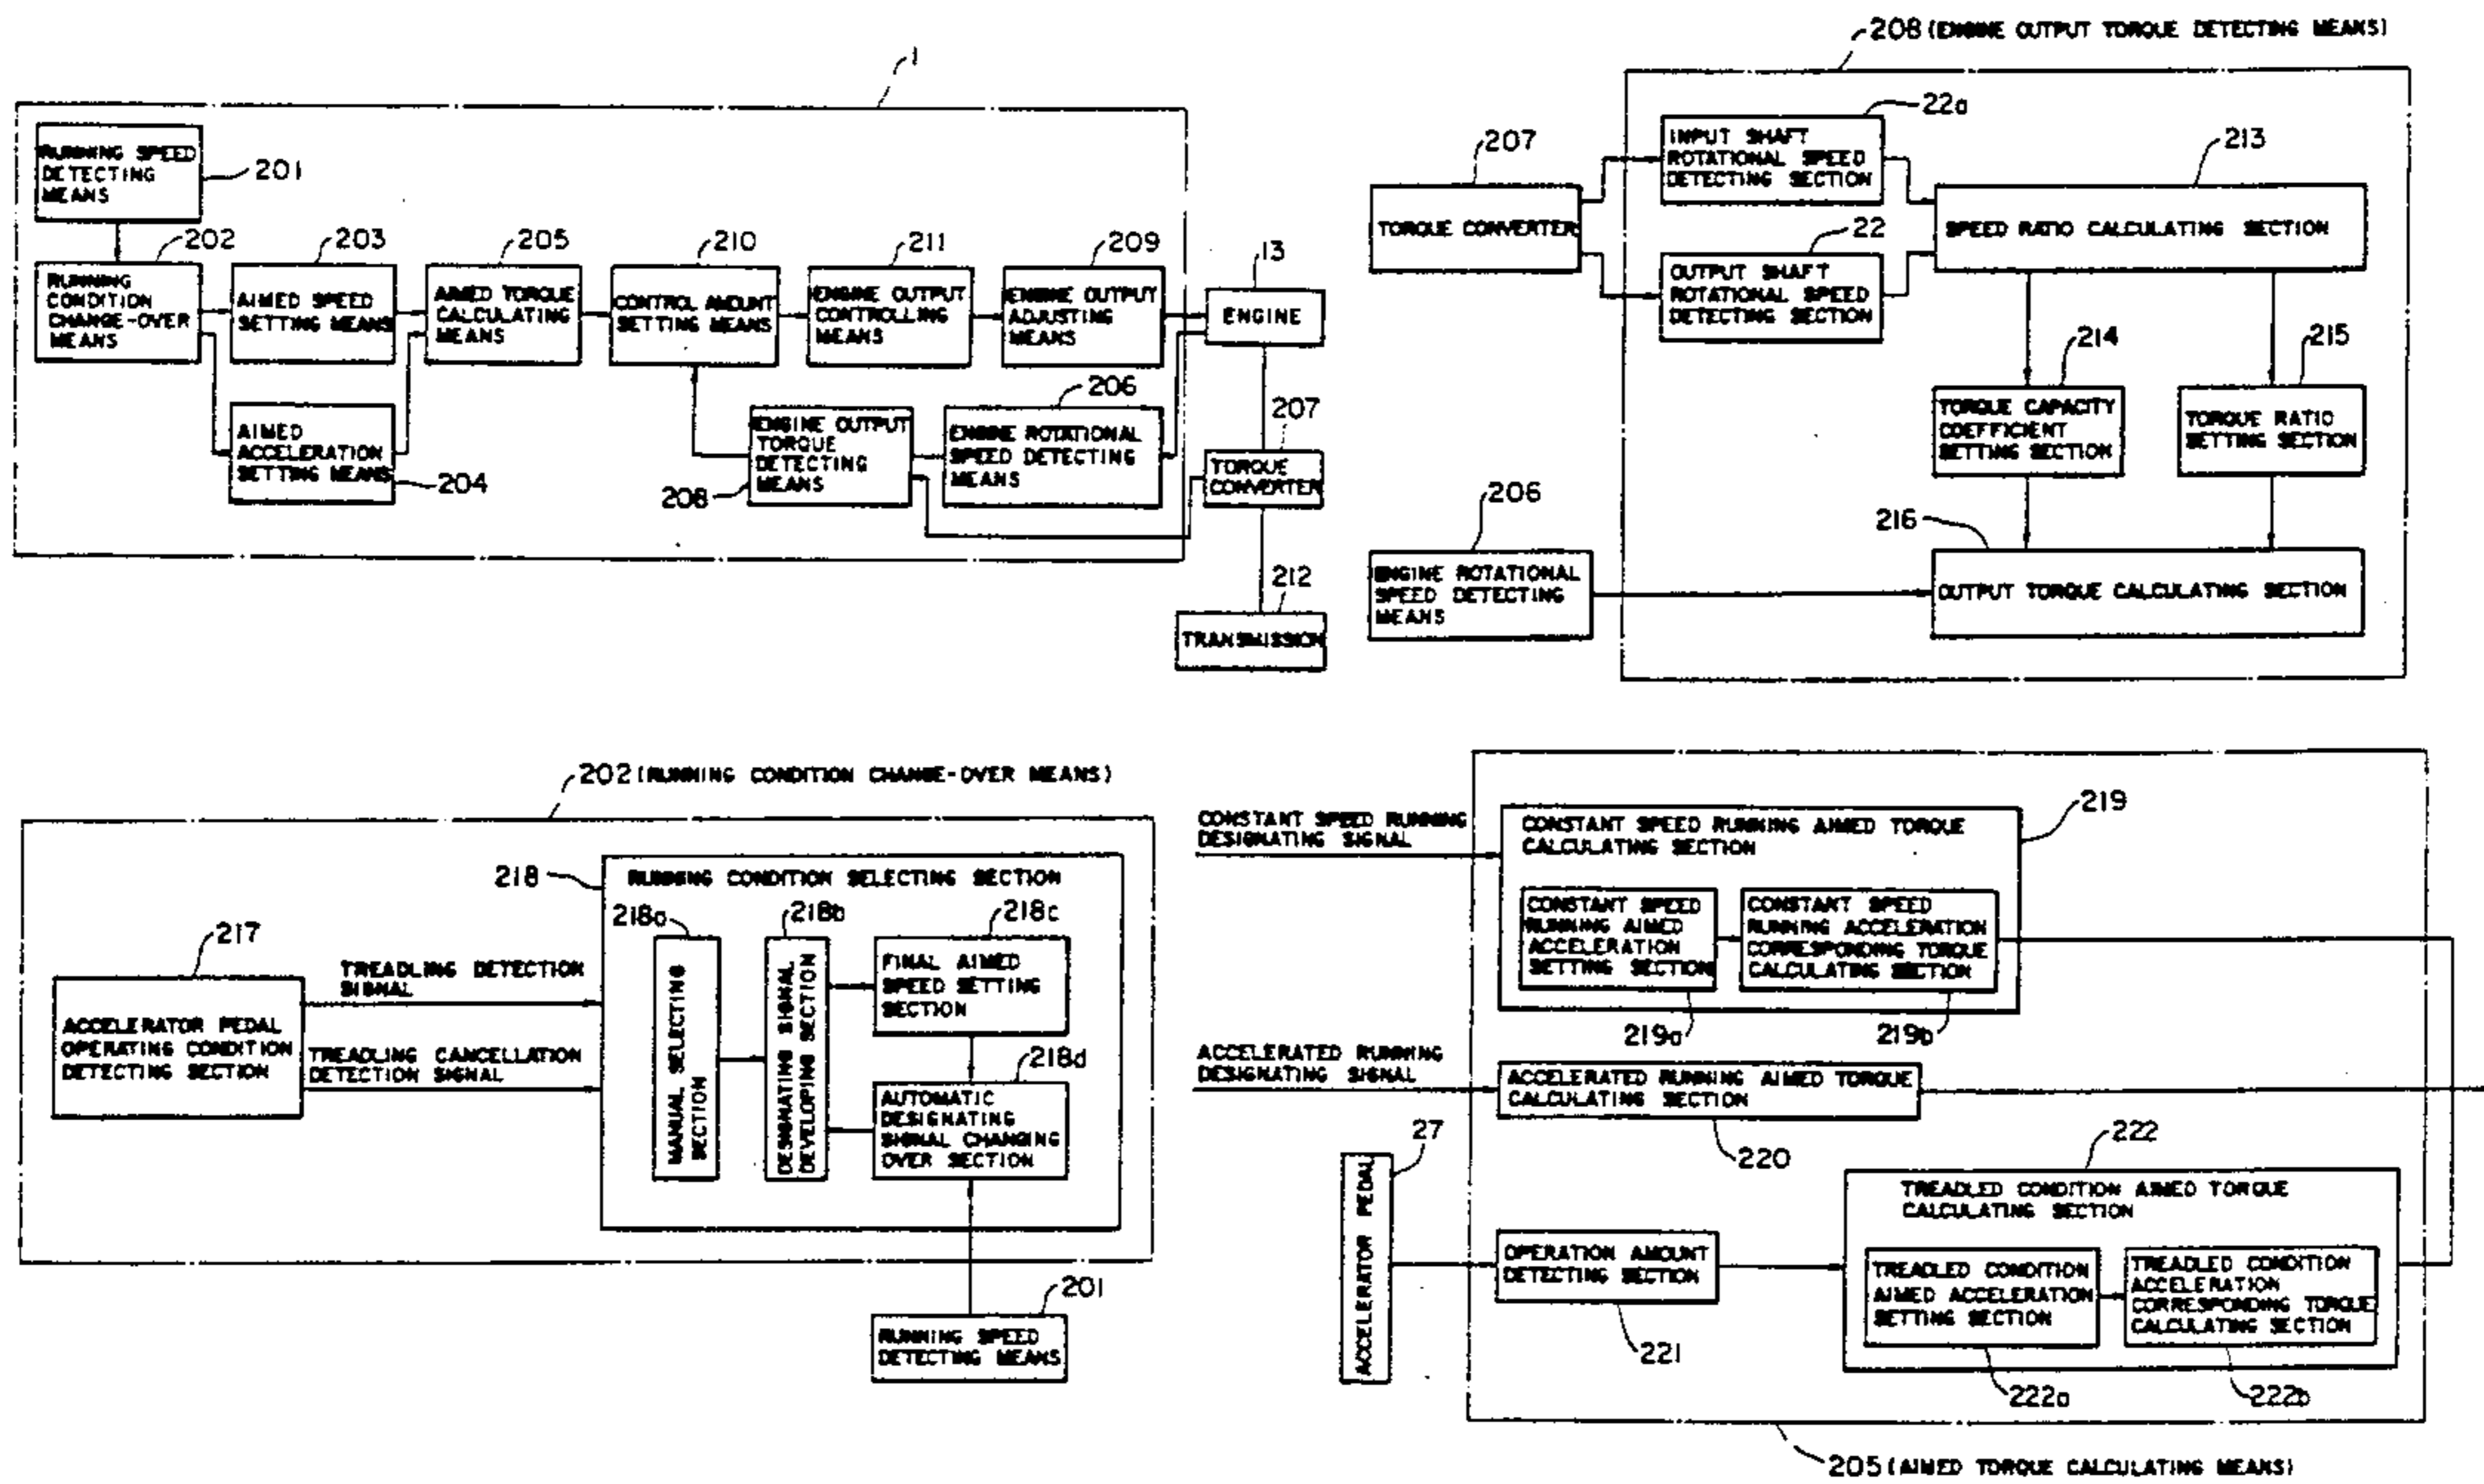 1
RUNNING SPEED
DETECTING
MEANS
201
202
203
205
210
211
209
13
RUNNING
CONDITION
CHANGE-OVER
MEANS
AIMED SPEED
SETTING MEANS
AIMED TORQUE
CALCULATING
MEANS
CONTROL AMOUNT
SETTING MEANS
ENGINE OUTPUT
CONTROLLING
MEANS
ENGINE OUTPUT
ADJUSTING
MEANS
ENGINE
AIMED
ACCELERATION
SETTING MEANS
204
ENGINE OUTPUT
TORQUE
DETECTING
MEANS
208
206
ENGINE ROTATIONAL
SPEED DETECTING
MEANS
207
TORQUE
CONVERTER
212
TRANSMISSION
208 (ENGINE OUTPUT TORQUE DETECTING MEANS)
207
TORQUE CONVERTER
22a
INPUT SHAFT
ROTATIONAL SPEED
DETECTING SECTION
22
OUTPUT SHAFT
ROTATIONAL SPEED
DETECTING SECTION
213
SPEED RATIO CALCULATING SECTION
214
TORQUE CAPACITY
COEFFICIENT
SETTING SECTION
215
TORQUE RATIO
SETTING SECTION
206
ENGINE ROTATIONAL
SPEED DETECTING
MEANS
216
OUTPUT TORQUE CALCULATING SECTION
202 (RUNNING CONDITION CHANGE-OVER MEANS)
217
ACCELERATOR PEDAL
OPERATING CONDITION
DETECTING SECTION
TREADLING DETECTION
SIGNAL
TREADLING CANCELLATION
DETECTION SIGNAL
218
RUNNING CONDITION SELECTING SECTION
218a
MANUAL SELECTING
SECTION
218b
DESIGNATING SIGNAL
DEVELOPING SECTION
218c
FINAL AIMED
SPEED SETTING
SECTION
218d
AUTOMATIC
DESIGNATING
SIGNAL CHANGING
OVER SECTION
201
RUNNING SPEED
DETECTING MEANS
CONSTANT SPEED RUNNING
DESIGNATING SIGNAL
219
CONSTANT SPEED RUNNING AIMED TORQUE
CALCULATING SECTION
CONSTANT SPEED
RUNNING AIMED
ACCELERATION
SETTING SECTION
219a
CONSTANT SPEED
RUNNING ACCELERATION
CORRESPONDING TORQUE
CALCULATING SECTION
219b
ACCELERATED RUNNING
DESIGNATING SIGNAL
ACCELERATED RUNNING AIMED TORQUE
CALCULATING SECTION
220
27
ACCELERATOR PEDAL
OPERATION AMOUNT
DETECTING SECTION
221
222
TREADLED CONDITION AIMED TORQUE
CALCULATING SECTION
TREADLED CONDITION
AIMED ACCELERATION
SETTING SECTION
222a
TREADLED CONDITION
ACCELERATION
CORRESPONDING TORQUE
CALCULATING SECTION
222b
205 (AIMED TORQUE CALCULATING MEANS)